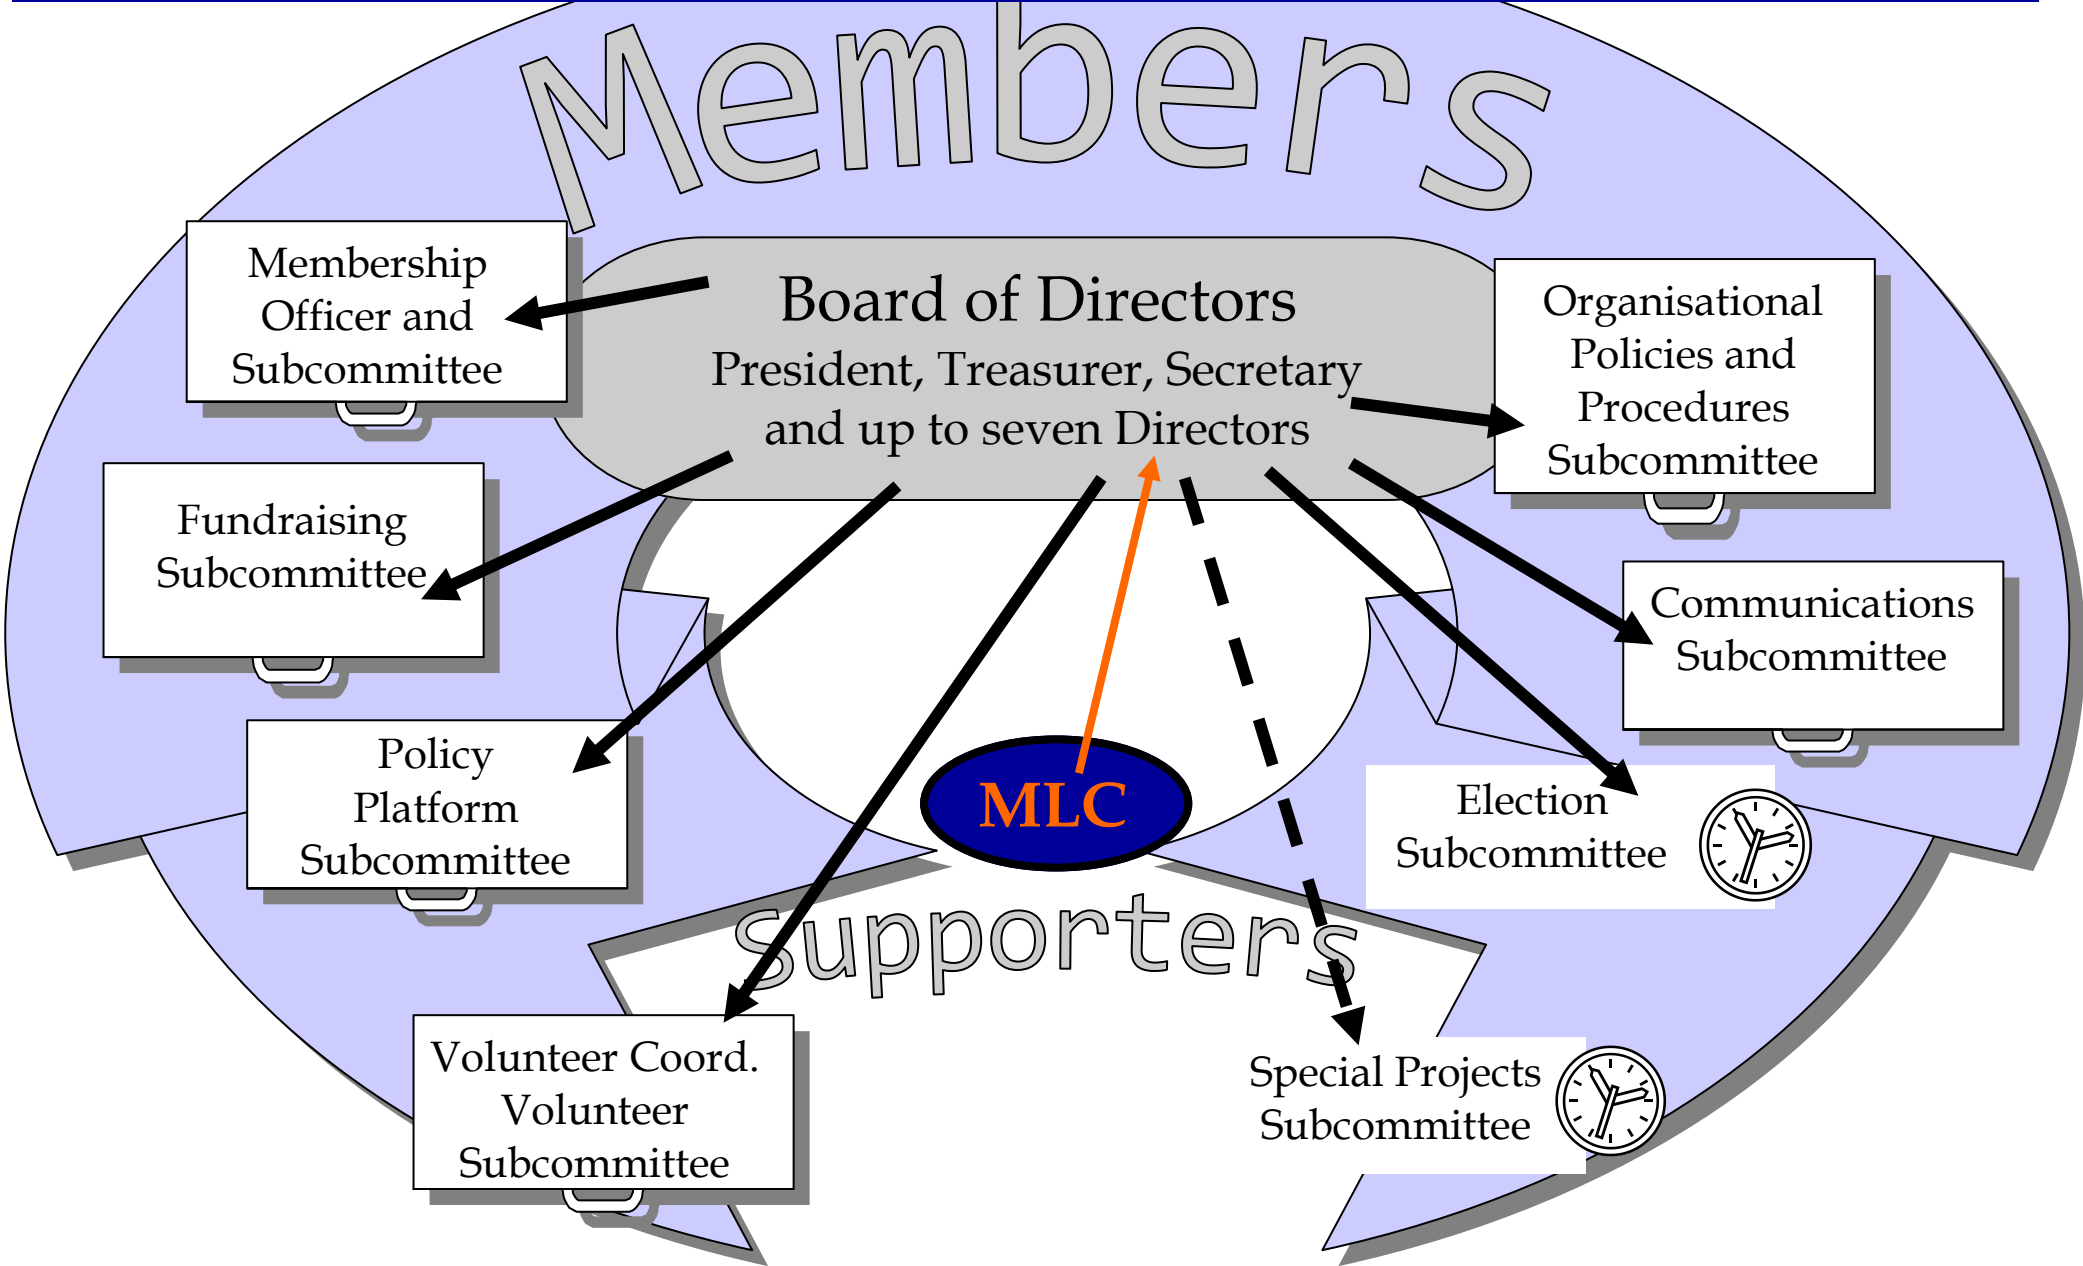 Members
Membership
Officer and
Subcommittee
Board of Directors
President, Treasurer, Secretary
and up to seven Directors
Organisational
Policies and
Procedures
Subcommittee
Fundraising
Subcommittee
Communications
Subcommittee
Policy
Platform
Subcommittee
MLC
Election
Subcommittee
Supporters
Volunteer Coord.
Volunteer
Subcommittee
Special Projects
Subcommittee